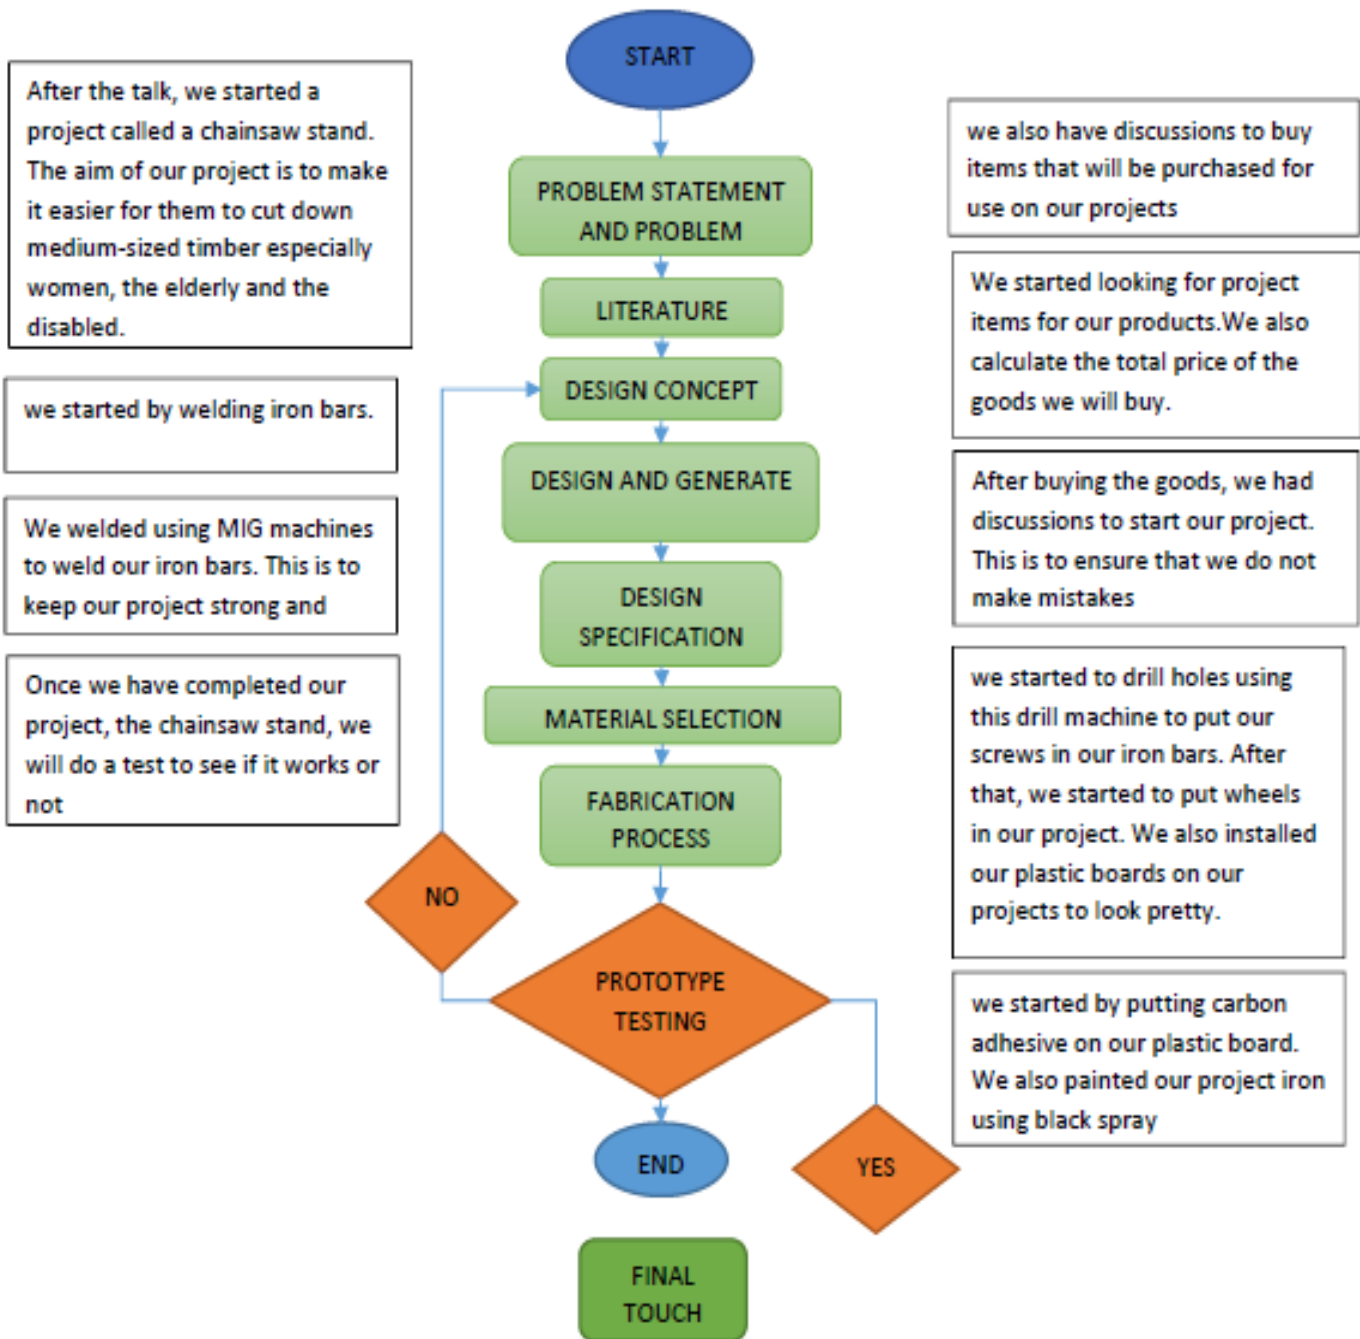 START
After the talk, we started a
project called a chainsaw stand.
The aim of our project is to make
it easier for them to cut down
medium-sized timber especially
women, the elderly and the
disabled.
we started by welding iron bars.
We welded using MIG machines
to weld our iron bars. This is to
keep our project strong and
Once we have completed our
project, the chainsaw stand, we
will do a test to see if it works or
not
PROBLEM STATEMENT
AND PROBLEM
LITERATURE
DESIGN CONCEPT
DESIGN AND GENERATE
DESIGN
SPECIFICATION
MATERIAL SELECTION
FABRICATION
PROCESS
NO
PROTOTYPE
TESTING
END
YES
FINAL
TOUCH
we also have discussions to buy
items that will be purchased for
use on our projects
We started looking for project
items for our products.We also
calculate the total price of the
goods we will buy.
After buying the goods, we had
discussions to start our project.
This is to ensure that we do not
make mistakes
we started to drill holes using
this drill machine to put our
screws in our iron bars. After
that, we started to put wheels
in our project. We also installed
our plastic boards on our
projects to look pretty.
we started by putting carbon
adhesive on our plastic board.
We also painted our project iron
using black spray